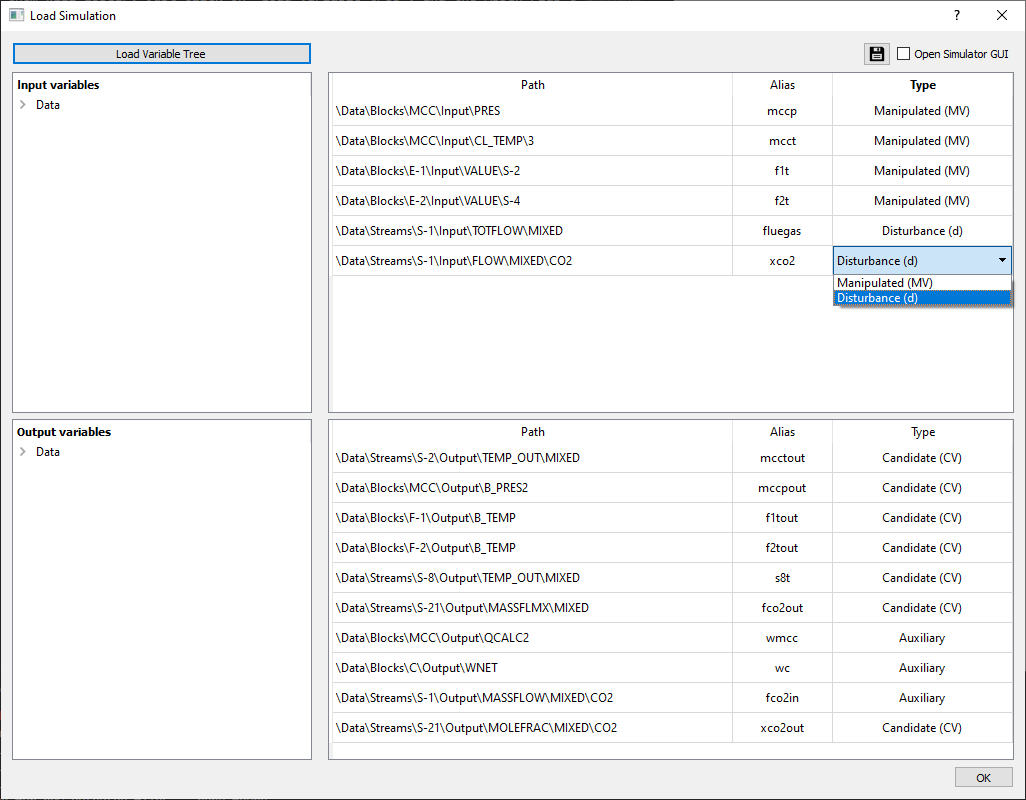 Load Simulation ?
Load Variable Tree Open Simulator GUI
Input variables
Data
Path Alias Type
\Data\Blocks\MCC\Input\PRES mccp Manipulated (MV)
\Data\Blocks\MCC\Input\CL_TEMP\3 mcct Manipulated (MV)
\Data\Blocks\E-1\Input\VALUE\S-2 f1t Manipulated (MV)
\Data\Blocks\E-2\Input\VALUE\S-4 f2t Manipulated (MV)
\Data\Streams\S-1\Input\TOTFLOW\MIXED fluegas Disturbance (d)
\Data\Streams\S-1\Input\FLOW\MIXED\CO2 xco2 Disturbance (d)
Manipulated (MV)
Disturbance (d)
Output variables
Data
Path Alias Type
\Data\Streams\S-2\Output\TEMP_OUT\MIXED mcctout Candidate (CV)
\Data\Blocks\MCC\Output\B_PRES2 mccpout Candidate (CV)
\Data\Blocks\F-1\Output\B_TEMP f1tout Candidate (CV)
\Data\Blocks\F-2\Output\B_TEMP f2tout Candidate (CV)
\Data\Streams\S-8\Output\TEMP_OUT\MIXED s8t Candidate (CV)
\Data\Streams\S-21\Output\MASSFLMX\MIXED fco2out Candidate (CV)
\Data\Blocks\MCC\Output\QCALC2 wmcc Auxiliary
\Data\Blocks\C\Output\WNET wc Auxiliary
\Data\Streams\S-1\Output\MASSFLOW\MIXED\CO2 fco2in Auxiliary
\Data\Streams\S-21\Output\MOLEFRAC\MIXED\CO2 xco2out Candidate (CV)
OK